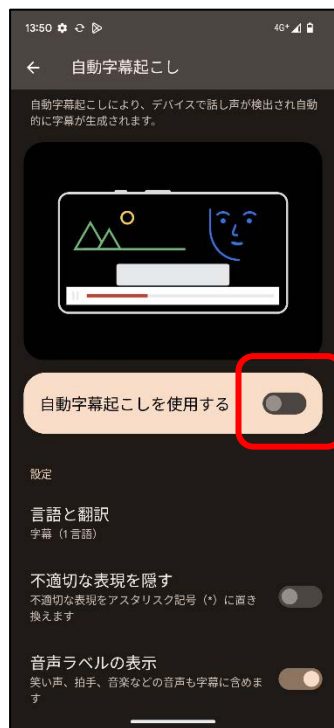 13:50 4G+
自動字幕起こし
自動字幕起こしにより、デバイスで話し声が検出され自動
的に字幕が生成されます。
自動字幕起こしを使用する
設定
言語と翻訳
字幕（1 言語）
不適切な表現を隠す
不適切な表現をアスタリスク記号（*）に置き
換えます
音声ラベルの表示
笑い声、拍手、音楽などの音声も字幕に含めま
す